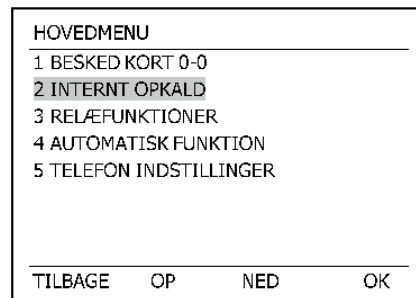 HOVEDMENU
1 BESKED KORT 0-0
2 INTERNT OPKALD
3 RELÆFUNKTIONER
4 AUTOMATISK FUNKTION
5 TELEFON INDSTILLINGER
TILBAGE OP NED OK